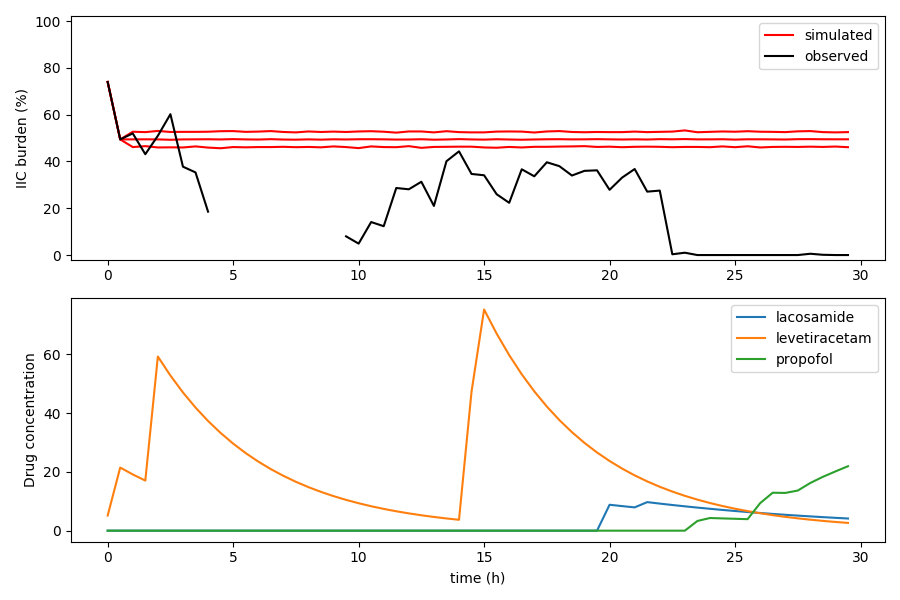 100
80
60
40
20
0
IIC burden (%)
simulated
observed
0 5 10 15 20 25 30
60
40
20
0
Drug concentration
lacosamide
levetiracetam
propofol
0 5 10 15 20 25 30
time (h)